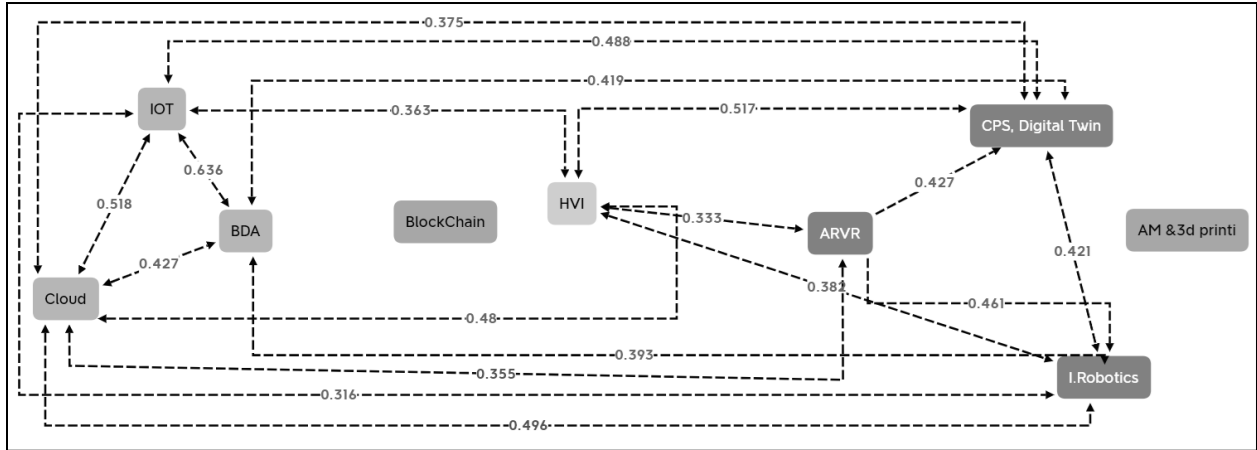 0.375
0.488
0.419
IOT
0.363
0.517
CPS, Digital Twin
0.636
0.427
0.518
HVI
BlockChain
0.333
BDA
ARVR
AM &3d printi
0.421
0.427
0.382
Cloud
0.461
0.48
0.393
0.355
I.Robotics
0.316
0.496